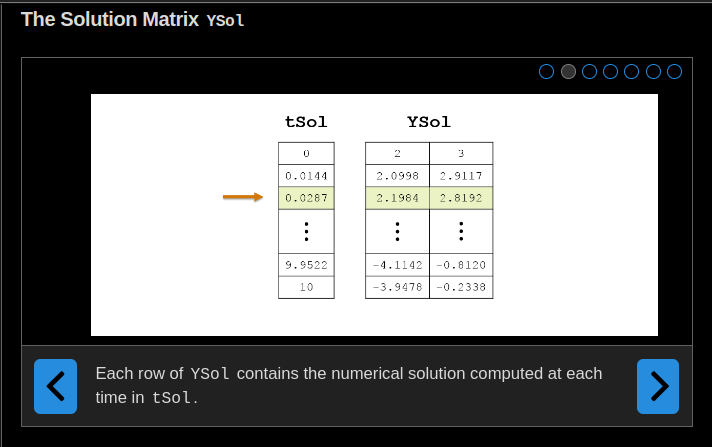 The Solution Matrix YSol
tSol YSol
0 2 3
0.0144 2.0998 2.9117
0.0287 2.1984 2.8192
9.9522 -4.1142 -0.8120
10 -3.9478 -0.2338
Each row of YSol contains the numerical solution computed at each
time in tSol.